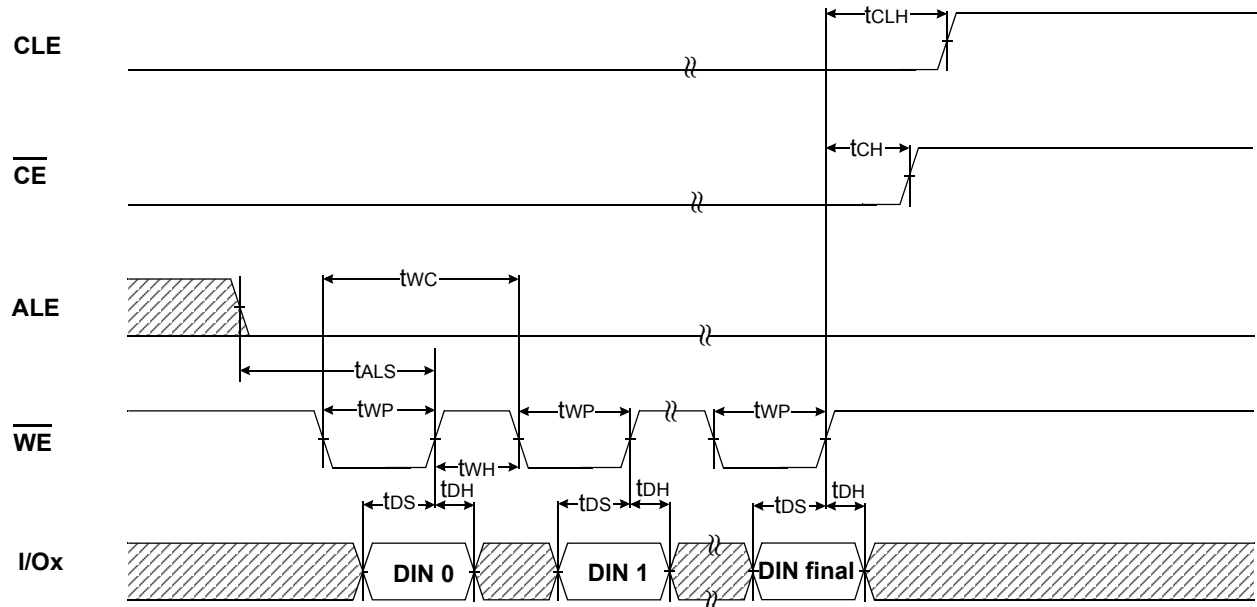 tCLH
CLE
tCH
CE
tWC
ALE
tALS
tWP tWP tWP
WE
tWH
tDS tDH tDS tDH tDS tDH
I/Ox DIN 0 DIN 1 DIN final